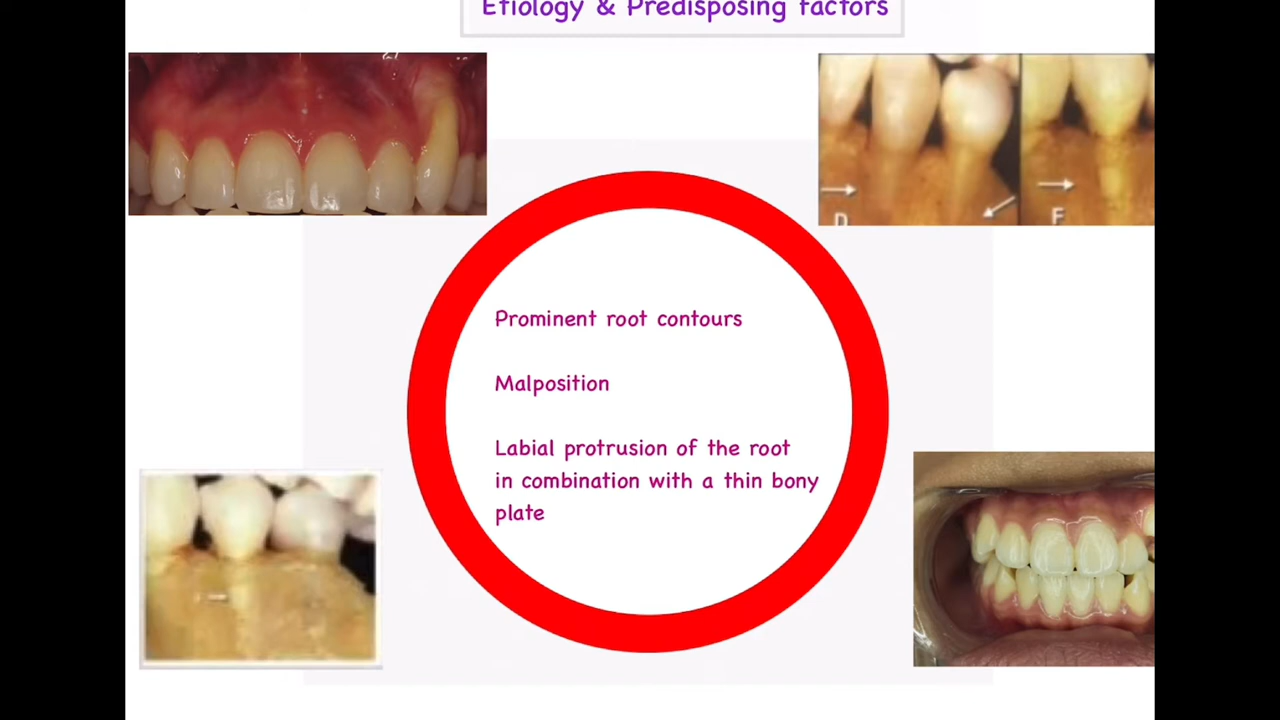 Etiology & Predisposing factors
D
F
Prominent root contours
Malposition
Labial protrusion of the root
in combination with a thin bony
plate